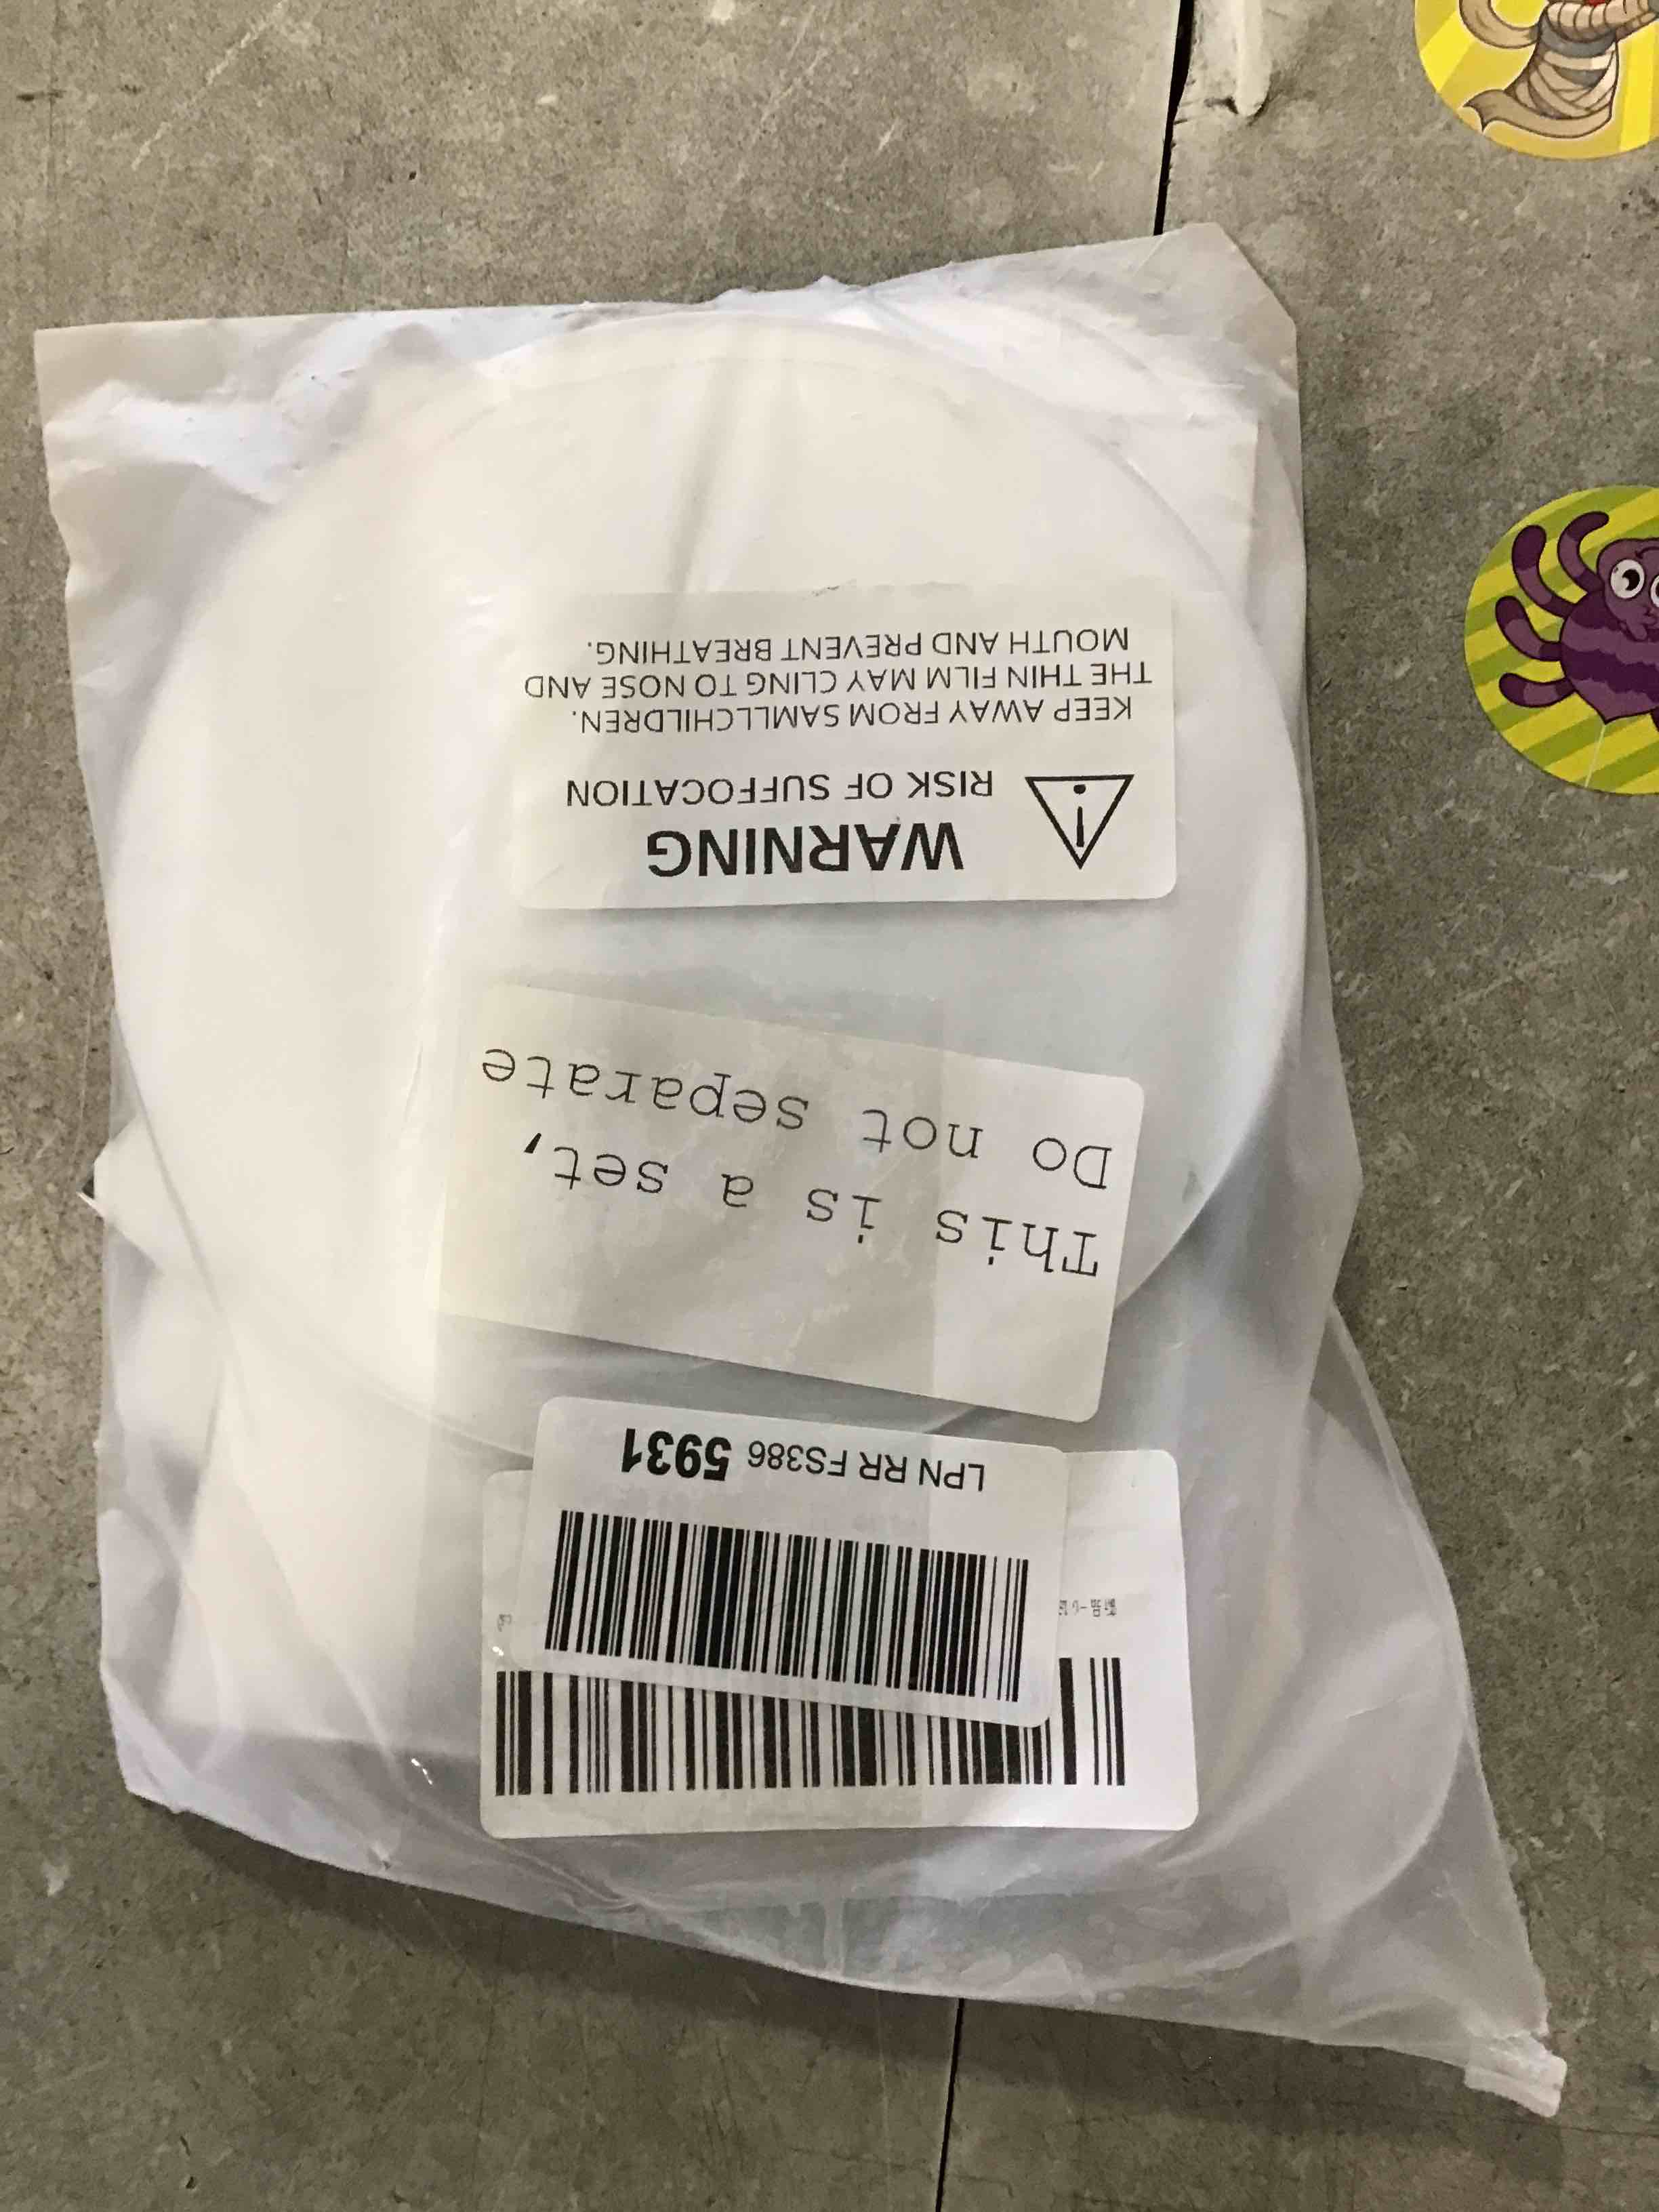 LPN RR FS386 5931
This is a set,
Do not separate
WARNING
RISK OF SUFFOCATION
KEEP AWAY FROM SAMLLCHILDREN.
THE THIN FILM MAY CLING TO NOSE AND
MOUTH AND PREVENT BREATHING.